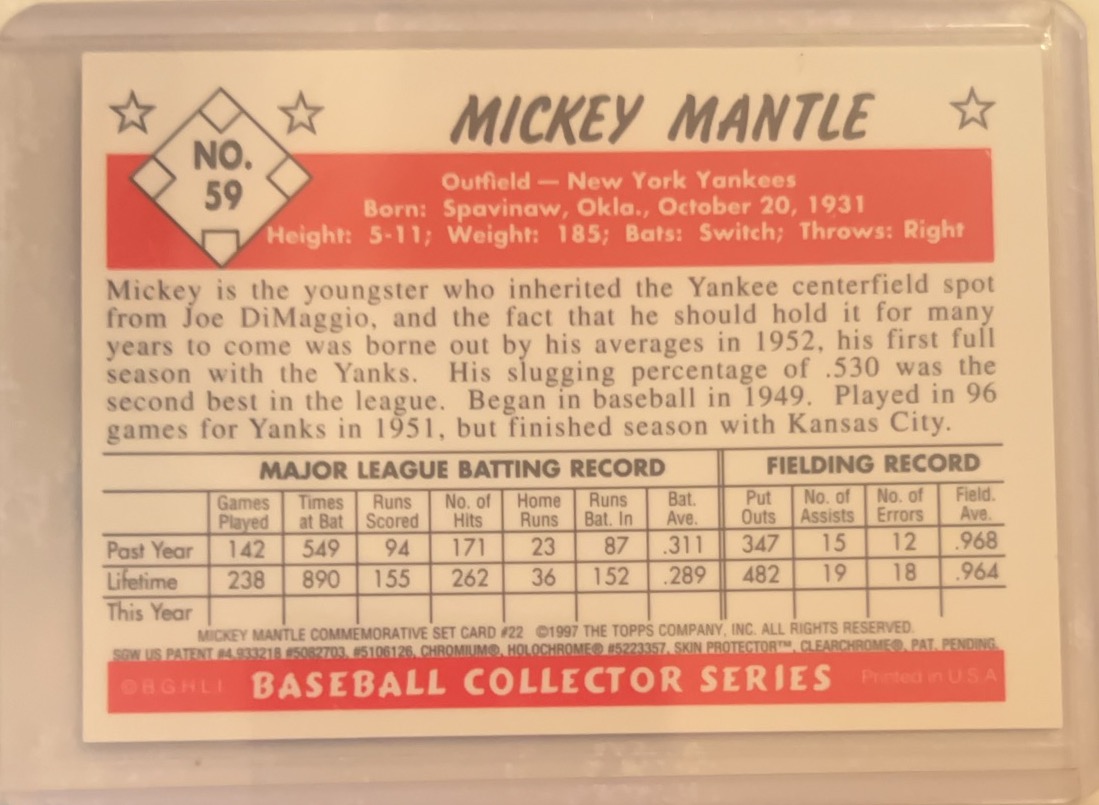 MICKEY MANTLE
NO.
59
Outfield — New York Yankees
Born: Spavinaw, Okla., October 20, 1931
Height: 5-11; Weight: 185; Bats: Switch; Throws: Right
Mickey is the youngster who inherited the Yankee centerfield spot
from Joe DiMaggio, and the fact that he should hold it for many
years to come was borne out by his averages in 1952, his first full
season with the Yanks. His slugging percentage of .530 was the
second best in the league. Began in baseball in 1949. Played in 96
games for Yanks in 1951, but finished season with Kansas City.
MAJOR LEAGUE BATTING RECORD FIELDING RECORD
Games Times Runs No. of Home Runs Bat. Put No. of No. of Field.
Played at Bat Scored Hits Runs Bat. In Ave. Outs Assists Errors Ave.
Past Year 142 549 94 171 23 87 .311 347 15 12 .968
Lifetime 238 890 155 262 36 152 .289 482 19 18 .964
This Year
MICKEY MANTLE COMMEMORATIVE SET CARD #22 ©1997 THE TOPPS COMPANY, INC. ALL RIGHTS RESERVED.
SGW US PATENT #4,933218 #5082703, #5106126, CHROMIUM®, HOLOCHROME® #5223357, SKIN PROTECTOR™, CLEARCHROME®, PAT. PENDING.
©BGHLI BASEBALL COLLECTOR SERIES Printed in U.S.A